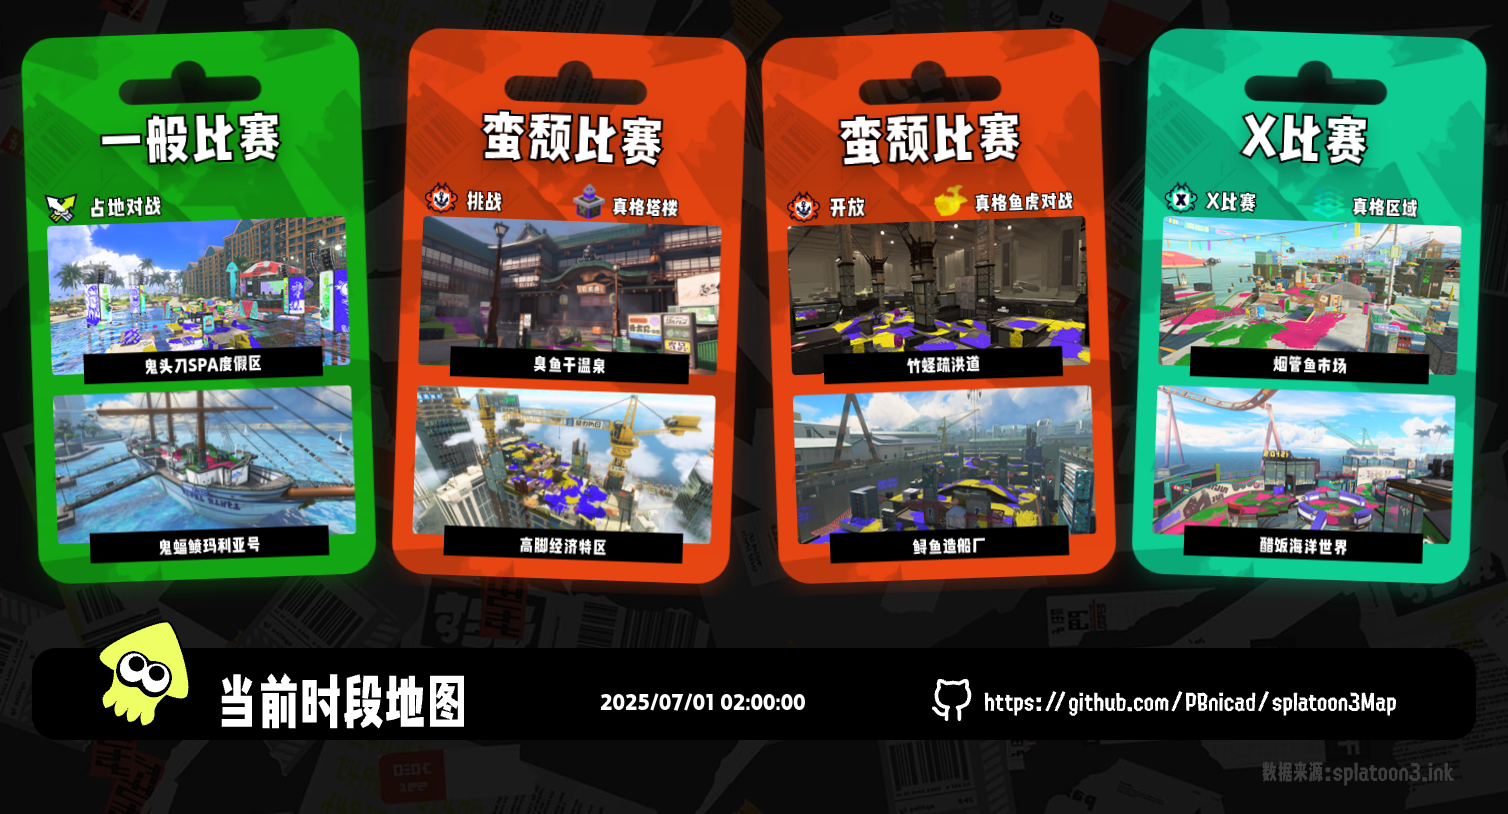 一般比赛
占地对战
鬼头刀SPA度假区
鬼蝠鲼玛利亚号
蛮颓比赛
挑战
真格塔楼
臭鱼干温泉
高脚经济特区
蛮颓比赛
开放
真格鱼虎对战
竹蛏疏洪道
鲟鱼造船厂
X比赛
X比赛
真格区域
烟管鱼市场
醋饭海洋世界
当前时段地图
2025/07/01 02:00:00
https://github.com/PBnicad/splatoon3Map
数据来源:splatoon3.ink